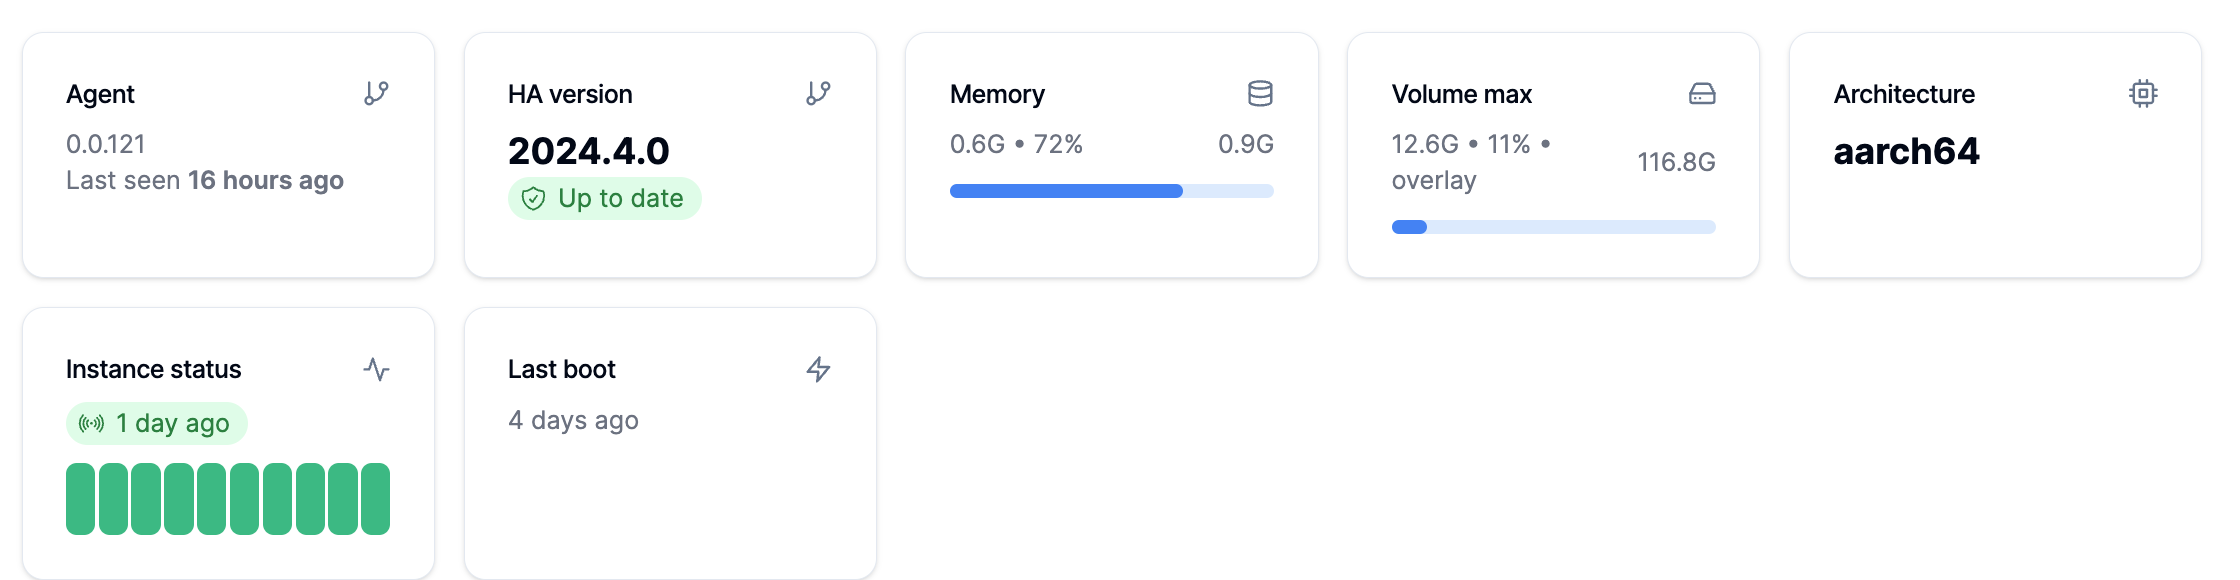 Agent
0.0.121
Last seen 16 hours ago
HA version
2024.4.0
Up to date
Memory
0.6G • 72%
0.9G
Volume max
12.6G • 11% •
overlay
116.8G
Architecture
aarch64
Instance status
1 day ago
Last boot
4 days ago